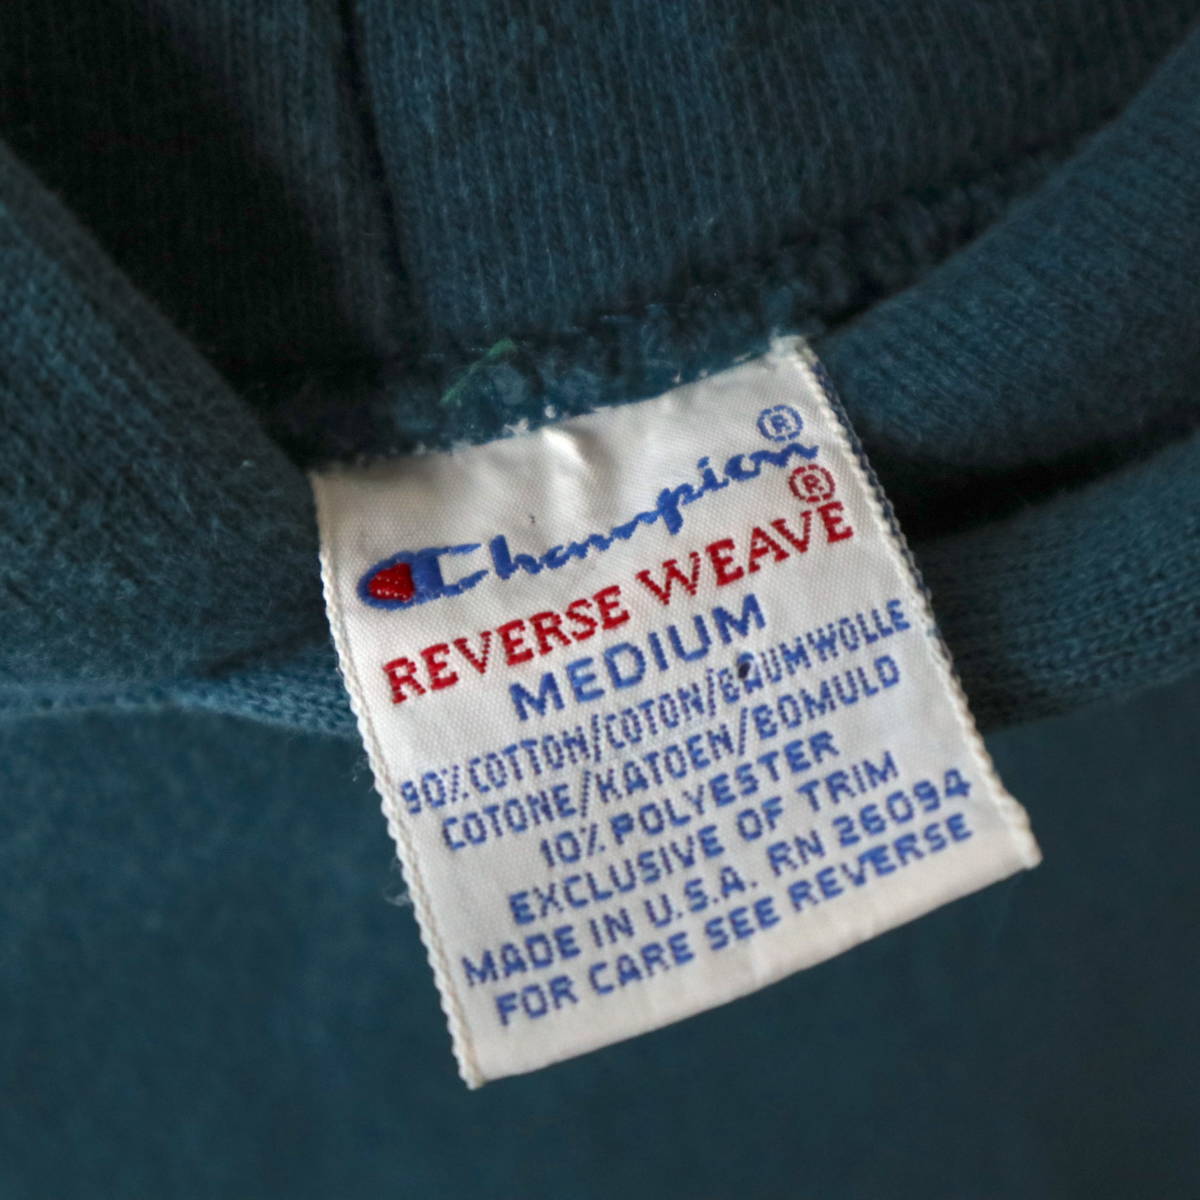 Champion®
REVERSE WEAVE®
MEDIUM
90% COTTON/COTON/BAUMWOLLE
COTONE/KATOEN/BOMULD
10% POLYESTER
EXCLUSIVE OF TRIM
MADE IN U.S.A. RN 26094
FOR CARE SEE REVERSE